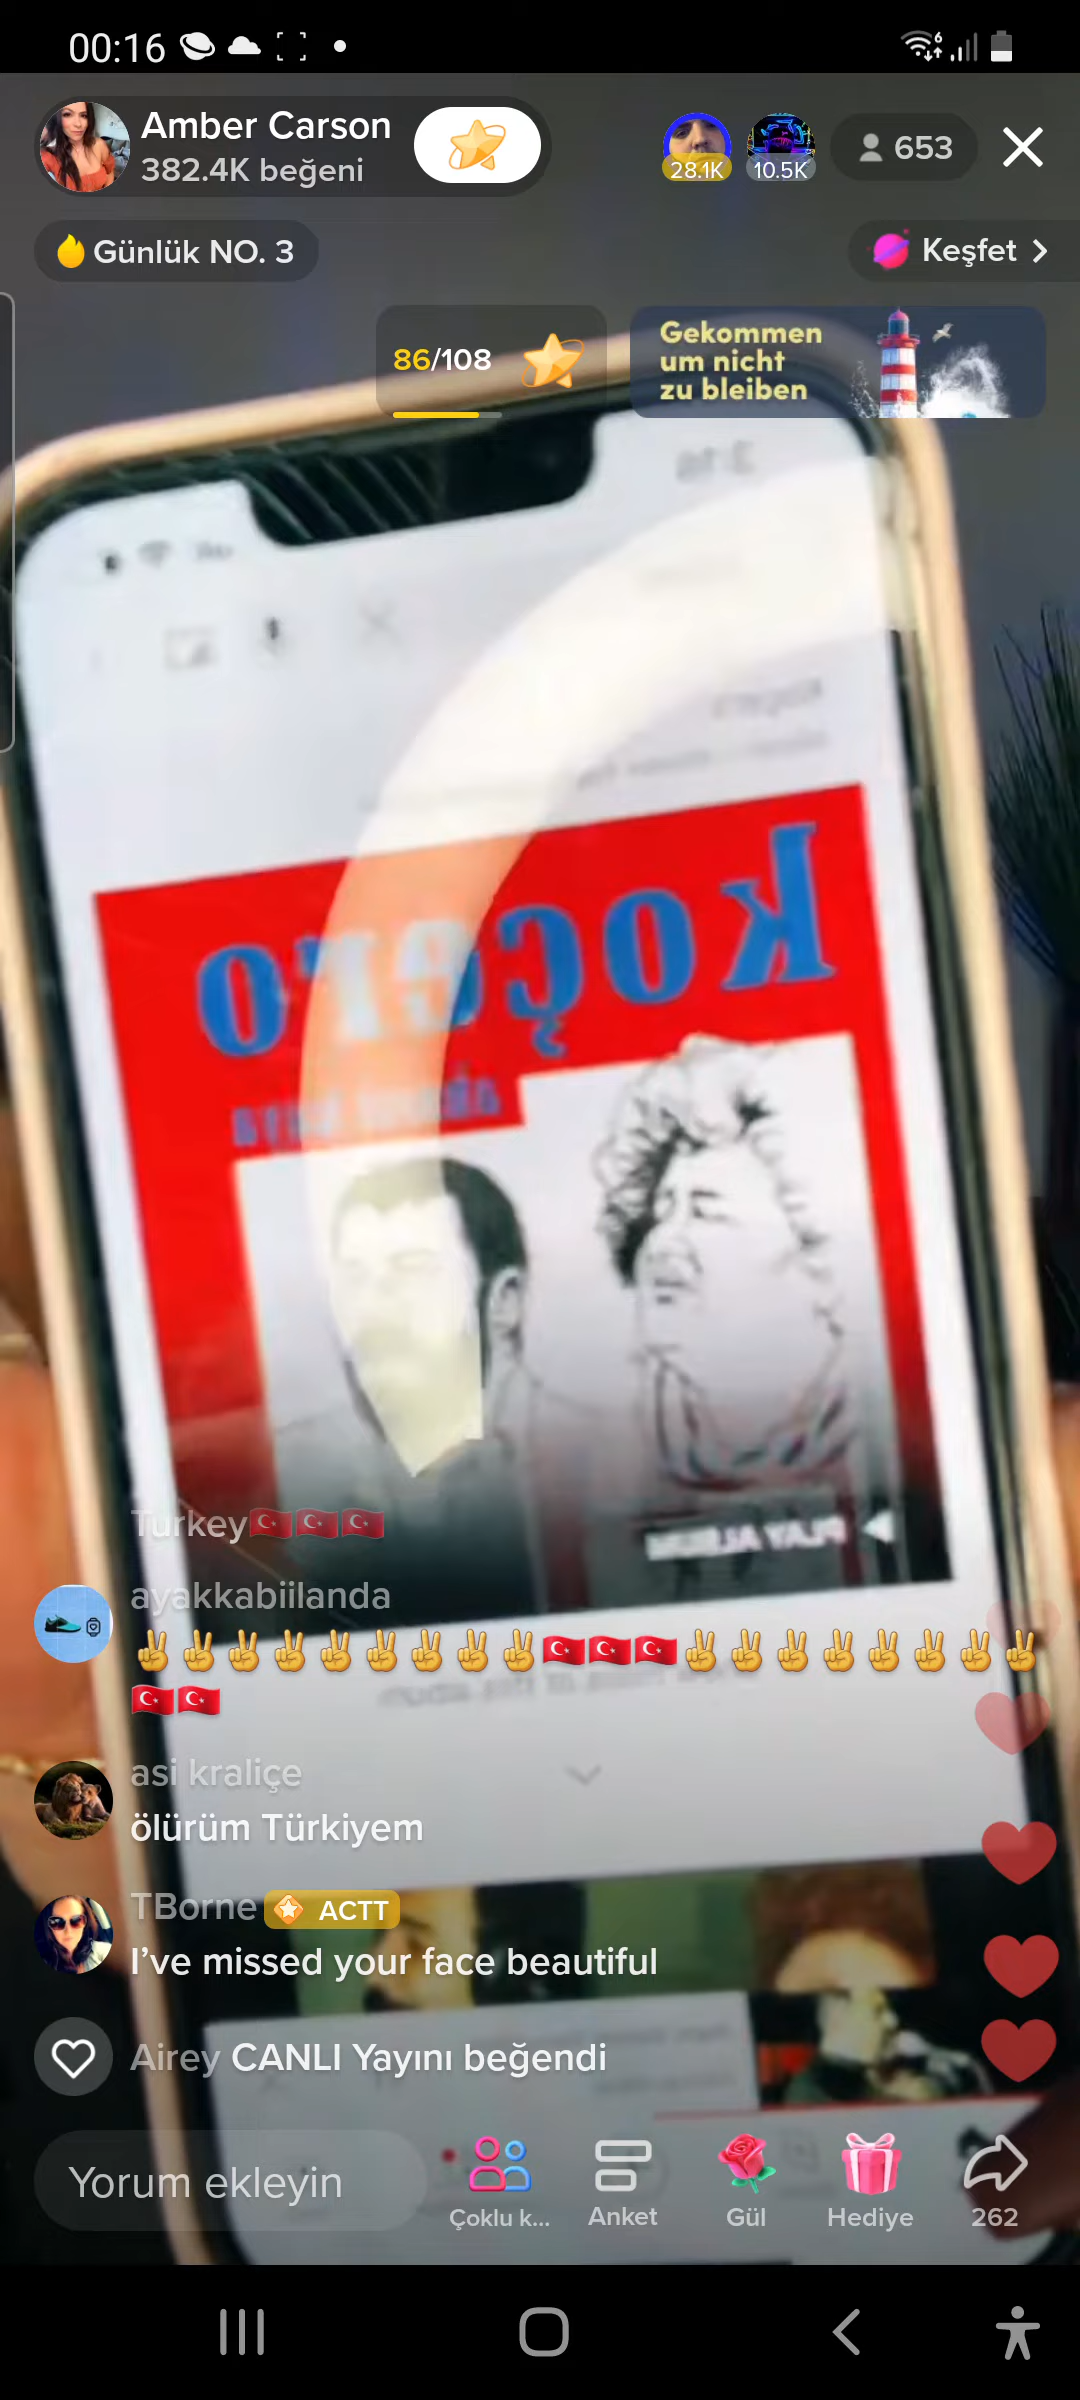 00:16
Amber Carson
382.4K beğeni
28.1K
10.5K
653
Günlük NO. 3
Keşfet
86/108
Gekommen
um nicht
zu bleiben
koçero
PLAY ALBUM
Turkey🇹🇷🇹🇷🇹🇷
ayakkabiilanda
✌️✌️✌️✌️✌️✌️✌️✌️✌️🇹🇷🇹🇷🇹🇷✌️✌️✌️✌️✌️✌️✌️✌️
🇹🇷🇹🇷
asi kraliçe
ölürüm Türkiyem
TBorne ACTT
I've missed your face beautiful
Airey CANLI Yayını beğendi
Yorum ekleyin
Çoklu k...
Anket
Gül
Hediye
262